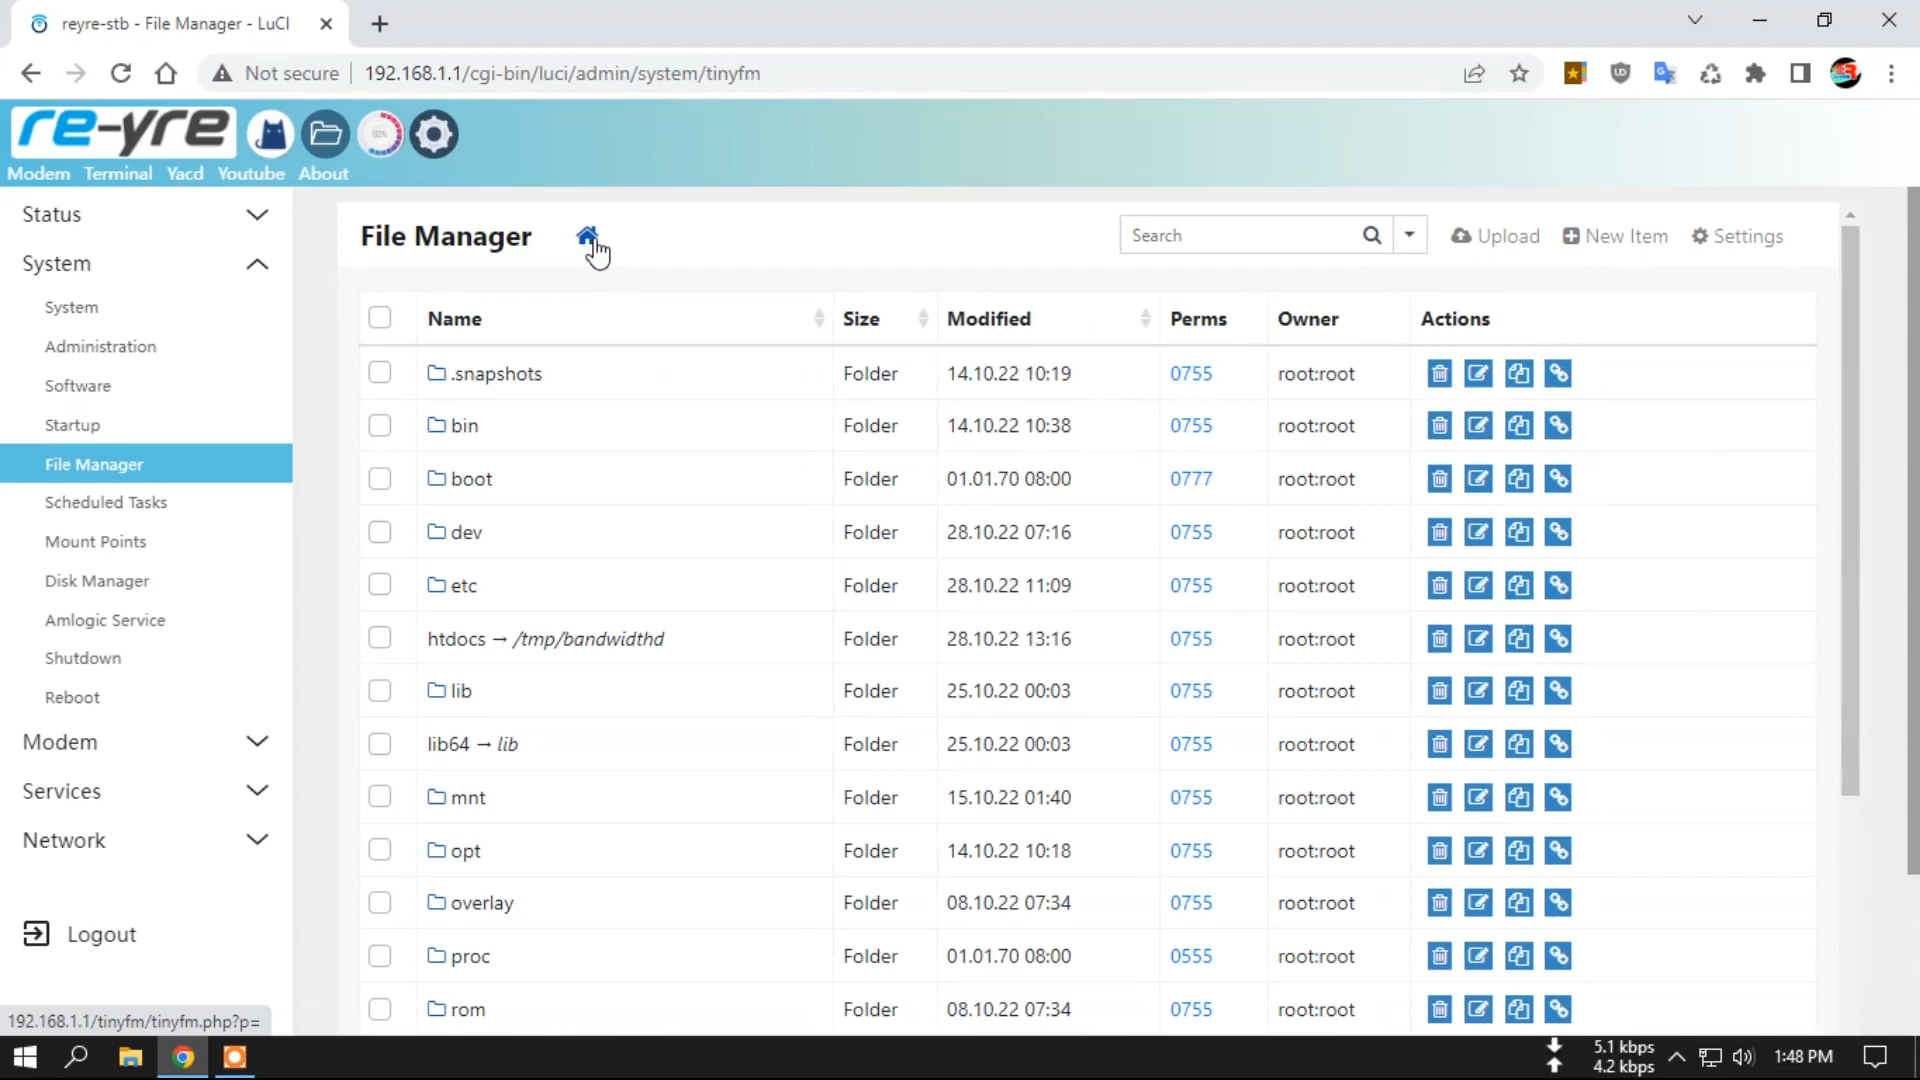 reyre-stb - File Manager - LuCI
Not secure
192.168.1.1/cgi-bin/luci/admin/system/tinyfm
re-yre
100%
Modem Terminal Yacd Youtube About
Status
System
System
Administration
Software
Startup
File Manager
Scheduled Tasks
Mount Points
Disk Manager
Amlogic Service
Shutdown
Reboot
Modem
Services
Network
Logout
File Manager
Search
Upload New Item Settings
Name Size Modified Perms Owner Actions
.snapshots Folder 14.10.22 10:19 0755 root:root
bin Folder 14.10.22 10:38 0755 root:root
boot Folder 01.01.70 08:00 0777 root:root
dev Folder 28.10.22 07:16 0755 root:root
etc Folder 28.10.22 11:09 0755 root:root
htdocs → /tmp/bandwidthd Folder 28.10.22 13:16 0755 root:root
lib Folder 25.10.22 00:03 0755 root:root
lib64 → lib Folder 25.10.22 00:03 0755 root:root
mnt Folder 15.10.22 01:40 0755 root:root
opt Folder 14.10.22 10:18 0755 root:root
overlay Folder 08.10.22 07:34 0755 root:root
proc Folder 01.01.70 08:00 0555 root:root
rom Folder 08.10.22 07:34 0755 root:root
192.168.1.1/tinyfm/tinyfm.php?p=
5.1 kbps
4.2 kbps
1:48 PM